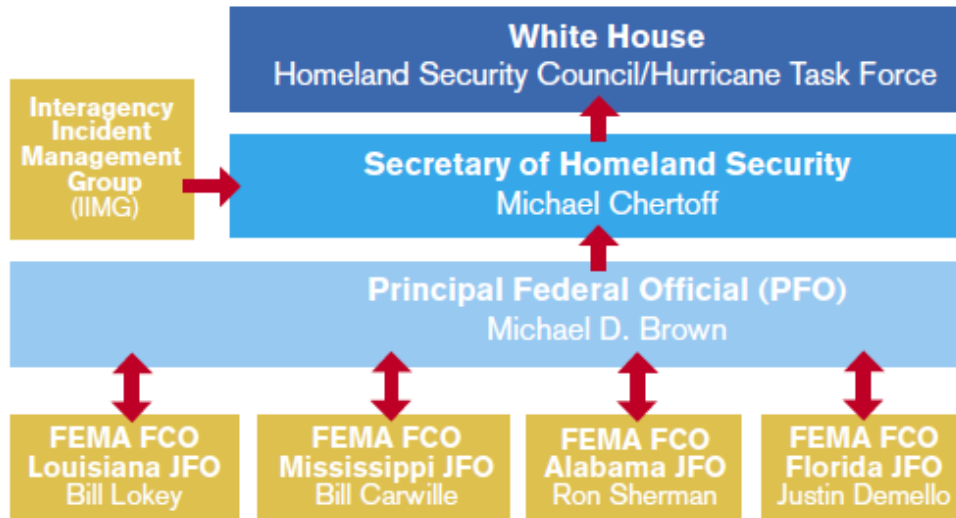 White House
Homeland Security Council/Hurricane Task Force
Interagency
Incident
Management
Group
(IIMG)
Secretary of Homeland Security
Michael Chertoff
Principal Federal Official (PFO)
Michael D. Brown
FEMA FCO
Louisiana JFO
Bill Lokey
FEMA FCO
Mississippi JFO
Bill Carwille
FEMA FCO
Alabama JFO
Ron Sherman
FEMA FCO
Florida JFO
Justin Demello